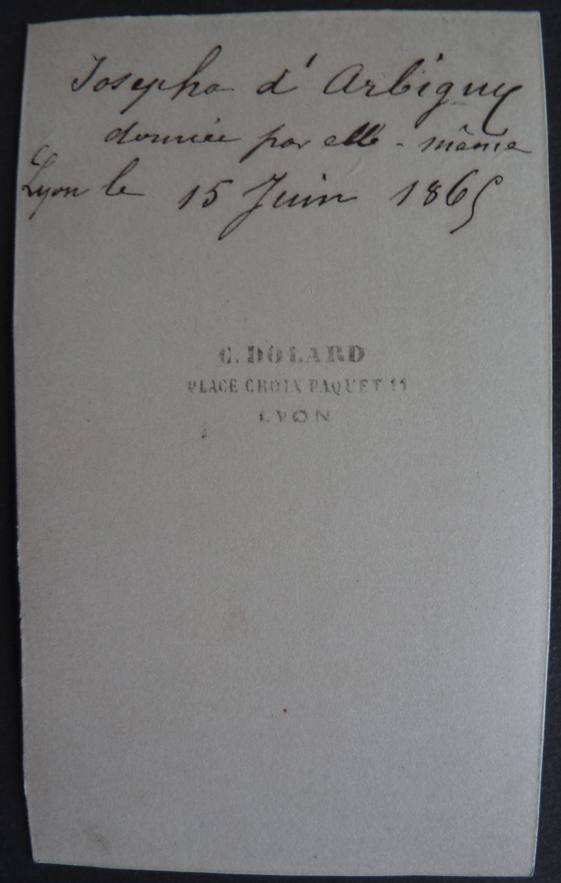 Josepha d' Arbigny
donnée par elle-même
Lyon le 15 Juin 1865
C. DOLARD
PLACE CROIX PAQUET 11
LYON